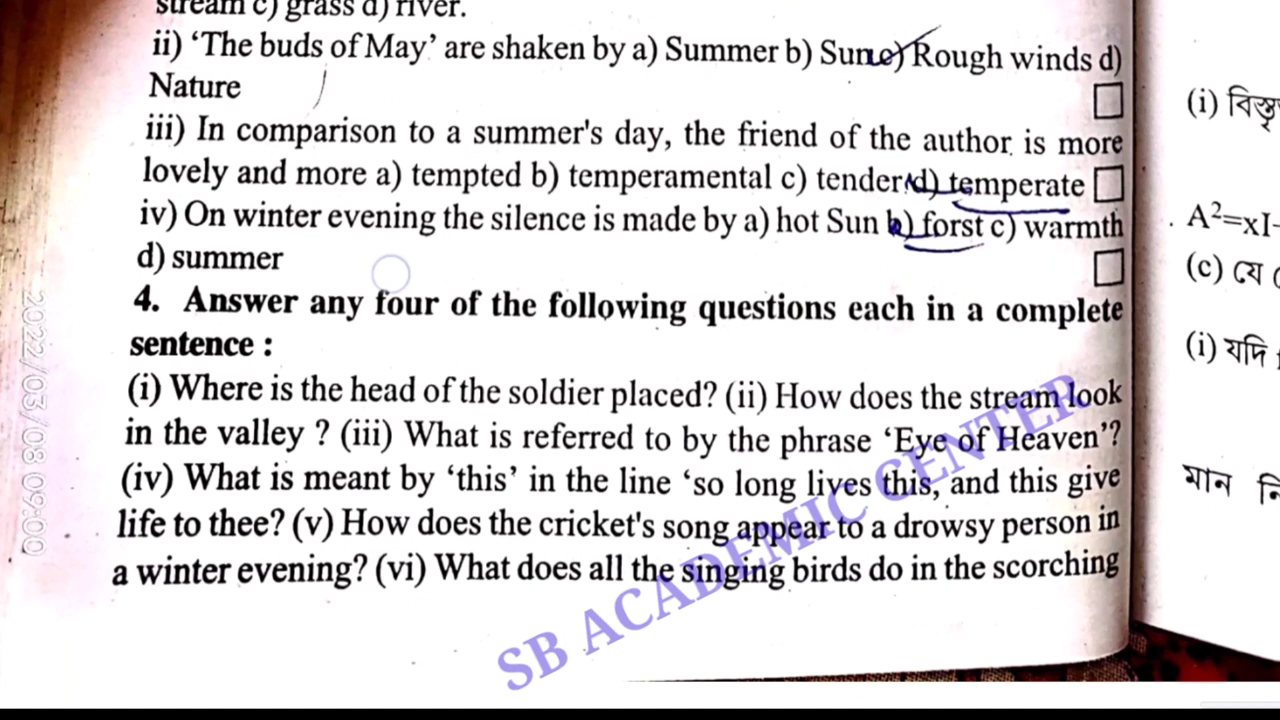 stream c) grass d) river.
ii) ‘The buds of May’ are shaken by a) Summer b) Sun c) Rough winds d)
Nature
iii) In comparison to a summer's day, the friend of the author is more
lovely and more a) tempted b) temperamental c) tender d) temperate
iv) On winter evening the silence is made by a) hot Sun b) forst c) warmth
d) summer
4. Answer any four of the following questions each in a complete
sentence :
(i) Where is the head of the soldier placed? (ii) How does the stream look
in the valley ? (iii) What is referred to by the phrase ‘Eye of Heaven’?
(iv) What is meant by ‘this’ in the line ‘so long lives this, and this give
life to thee? (v) How does the cricket's song appear to a drowsy person in
a winter evening? (vi) What does all the singing birds do in the scorching
SB ACADEMIC CENTER
2022/03/08 09:00
(i)
A²=xI-
(c) যে
(i) যদি
মান